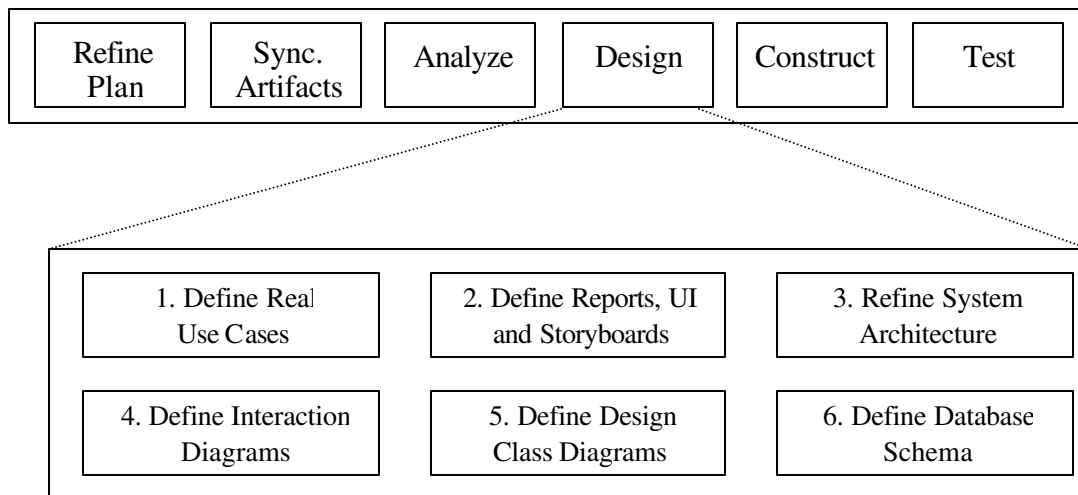 Refine
Plan
Sync.
Artifacts
Analyze
Design
Construct
Test
1. Define Real
Use Cases
2. Define Reports, UI
and Storyboards
3. Refine System
Architecture
4. Define Interaction
Diagrams
5. Define Design
Class Diagrams
6. Define Database
Schema